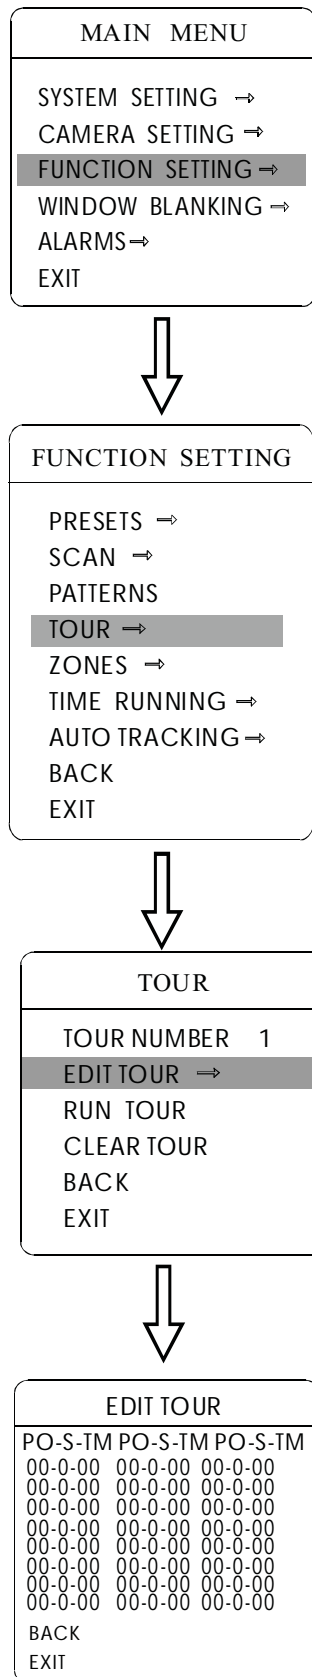 MAIN MENU
SYSTEM SETTING →
CAMERA SETTING →
FUNCTION SETTING →
WINDOW BLANKING →
ALARMS →
EXIT
FUNCTION SETTING
PRESETS →
SCAN →
PATTERNS
TOUR →
ZONES →
TIME RUNNING →
AUTO TRACKING →
BACK
EXIT
TOUR
TOUR NUMBER 1
EDIT TOUR →
RUN TOUR
CLEAR TOUR
BACK
EXIT
EDIT TOUR
PO-S-TM PO-S-TM PO-S-TM
00-0-00 00-0-00 00-0-00
00-0-00 00-0-00 00-0-00
00-0-00 00-0-00 00-0-00
00-0-00 00-0-00 00-0-00
00-0-00 00-0-00 00-0-00
00-0-00 00-0-00 00-0-00
00-0-00 00-0-00 00-0-00
00-0-00 00-0-00 00-0-00
BACK
EXIT